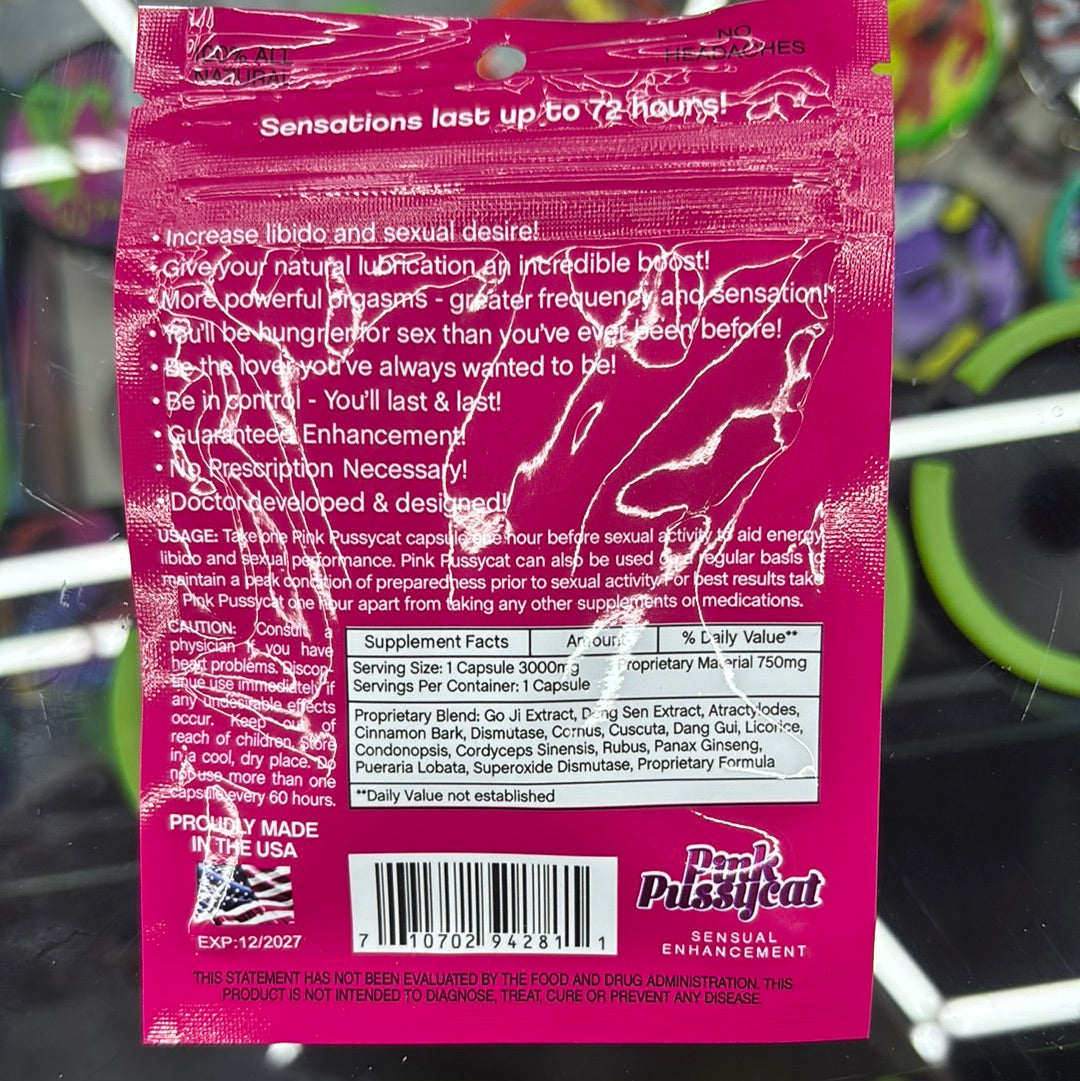 100% ALL
NATURAL
NO
HEADACHES
Sensations last up to 72 hours!
• Increase libido and sexual desire!
• Give your natural lubrication an incredible boost!
• More powerful orgasms - greater frequency and sensation!
• You'll be hungrier for sex than you've ever been before!
• Be the lover you've always wanted to be!
• Be in control - You'll last & last!
• Guaranteed Enhancement!
• No Prescription Necessary!
• Doctor developed & designed!
USAGE: Take one Pink Pussycat capsule one hour before sexual activity to aid energy,
libido and sexual performance. Pink Pussycat can also be used on a regular basis to
maintain a peak condition of preparedness prior to sexual activity. For best results take
Pink Pussycat one hour apart from taking any other supplements or medications.
CAUTION: Consult a
physician if you have
heart problems. Discon-
tinue use immediately if
any undesirable effects
occur. Keep out of
reach of children. Store
in a cool, dry place. Do
not use more than one
capsule every 60 hours.
Supplement Facts Amount % Daily Value**
Serving Size: 1 Capsule 3000mg Proprietary Material 750mg
Servings Per Container: 1 Capsule
Proprietary Blend: Go Ji Extract, Dang Sen Extract, Atractylodes,
Cinnamon Bark, Dismutase, Cornus, Cuscuta, Dang Gui, Licorice,
Condonopsis, Cordyceps Sinensis, Rubus, Panax Ginseng,
Pueraria Lobata, Superoxide Dismutase, Proprietary Formula
**Daily Value not established
PROUDLY MADE
IN THE USA
EXP:12/2027
7 10702 94281 1
Pink
Pussycat
SENSUAL
ENHANCEMENT
THIS STATEMENT HAS NOT BEEN EVALUATED BY THE FOOD AND DRUG ADMINISTRATION. THIS
PRODUCT IS NOT INTENDED TO DIAGNOSE, TREAT, CURE OR PREVENT ANY DISEASE.